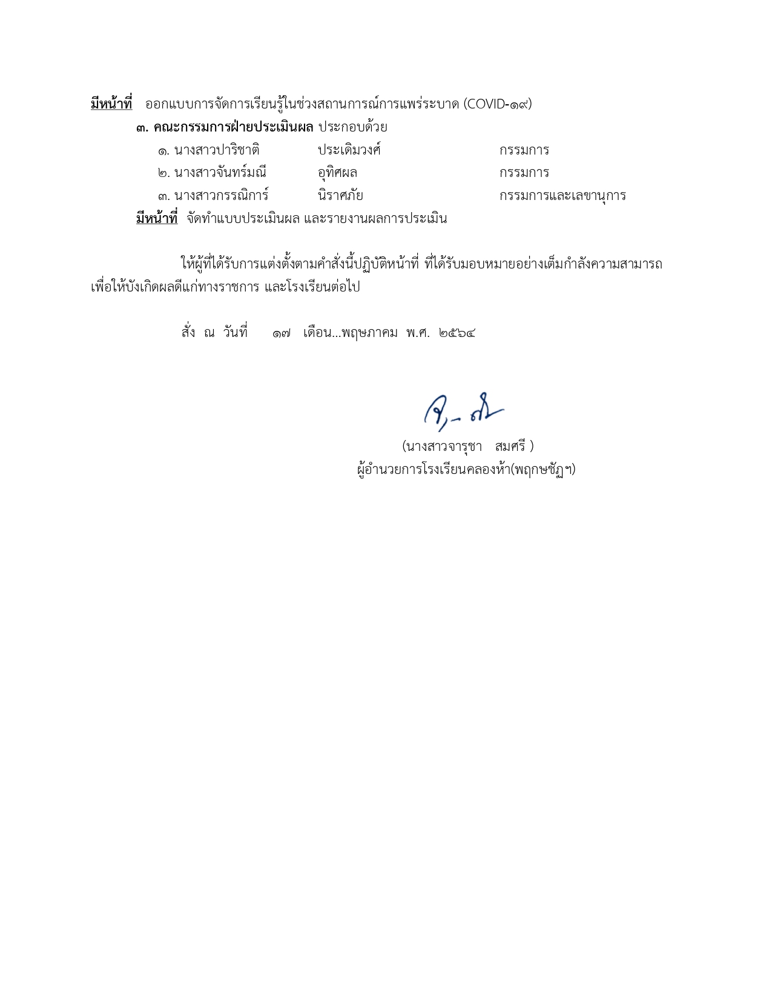 มีหน้าที่ ออกแบบการจัดการเรียนรู้ในช่วงสถานการณ์การแพร่ระบาด (COVID-๑๙)
๓. คณะกรรมการฝ่ายประเมินผล ประกอบด้วย
๑. นางสาวปาริชาติ ประเดิมวงศ์ กรรมการ
๒. นางสาวจันทร์มณี อุทิศผล กรรมการ
๓. นางสาวกรรณิการ์ นิราศภัย กรรมการและเลขานุการ
มีหน้าที่ จัดทำแบบประเมินผล และรายงานผลการประเมิน
ให้ผู้ที่ได้รับการแต่งตั้งตามคำสั่งนี้ปฏิบัติหน้าที่ ที่ได้รับมอบหมายอย่างเต็มกำลังความสามารถ
เพื่อให้บังเกิดผลดีแก่ทางราชการ และโรงเรียนต่อไป
สั่ง ณ วันที่ ๑๗ เดือน...พฤษภาคม พ.ศ. ๒๕๖๔
(นางสาวจารุชา สมศรี )
ผู้อำนวยการโรงเรียนคลองห้า(พฤกษชัฏฯ)